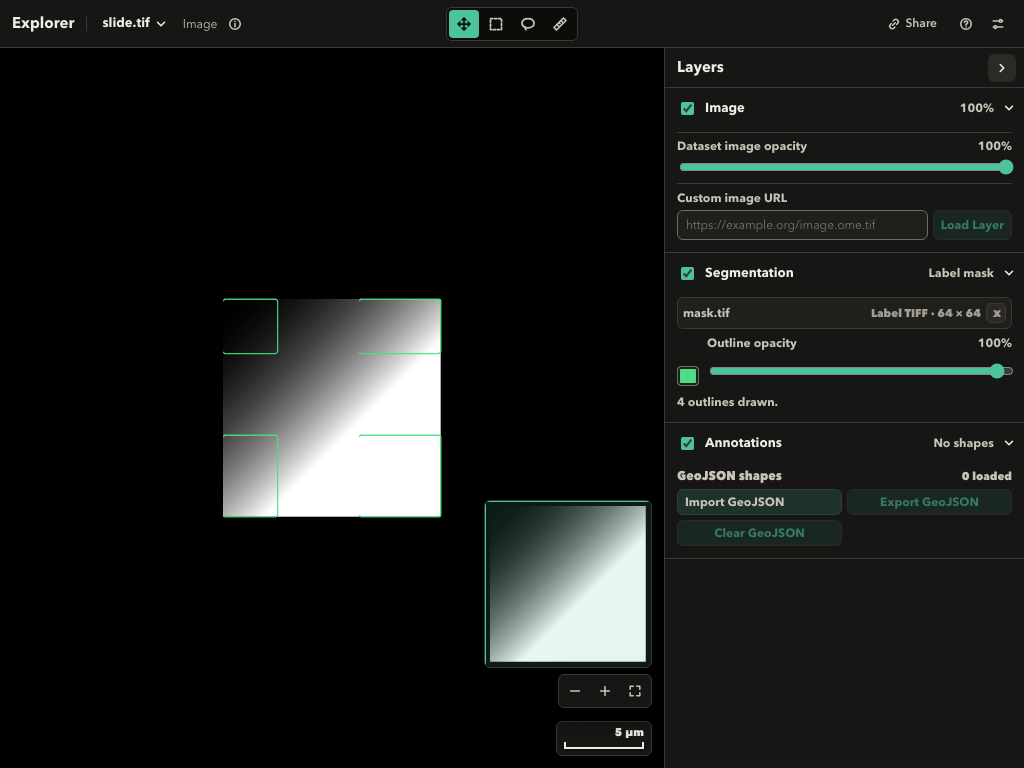 Explorer slide.tif Image Share
Layers
Image 100%
Dataset image opacity 100%
Custom image URL
https://example.org/image.ome.tif Load Layer
Segmentation Label mask
mask.tif Label TIFF • 64 × 64 x
Outline opacity 100%
4 outlines drawn.
Annotations No shapes
GeoJSON shapes 0 loaded
Import GeoJSON Export GeoJSON
Clear GeoJSON
5 µm